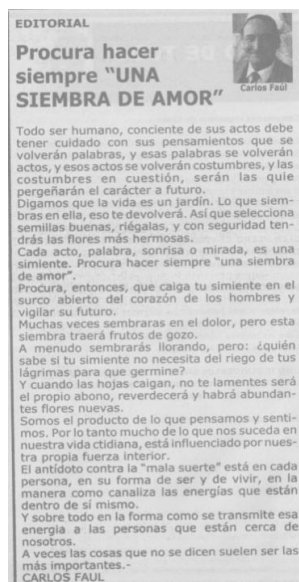 EDITORIAL
Procura hacer
siempre "UNA
SIEMBRA DE AMOR"
Carlos Faúl
Todo ser humano, conciente de sus actos debe
tener cuidado con sus pensamientos que se
volverán palabras, y esas palabras se volverán
actos, y esos actos se volverán costumbres, y las
costumbres en cuestión, serán las quie
pergeñarán el carácter a futuro.
Digamos que la vida es un jardín. Lo que siem-
bras en ella, eso te devolverá. Así que selecciona
semillas buenas, riégalas, y con seguridad ten-
drás las flores más hermosas.
Cada acto, palabra, sonrisa o mirada, es una
simiente. Procura hacer siempre "una siembra
de amor".
Procura, entonces, que caiga tu simiente en el
surco abierto del corazón de los hombres y
vigilar su futuro.
Muchas veces sembraras en el dolor, pero esta
siembra traerá frutos de gozo.
A menudo sembrarás llorando, pero: ¿quién
sabe si tu simiente no necesita del riego de tus
lágrimas para que germine?
Y cuando las hojas caigan, no te lamentes será
el propio abono, reverdecerá y habrá abundan-
tes flores nuevas.
Somos el producto de lo que pensamos y senti-
mos. Por lo tanto mucho de lo que nos suceda en
nuestra vida ctidiana, está influenciado por nues-
tra propia fuerza interior.
El antídoto contra la "mala suerte" está en cada
persona, en su forma de ser y de vivir, en la
manera como canaliza las energías que están
dentro de sí mismo.
Y sobre todo en la forma como se transmite esa
energia a las personas que están cerca de
nosotros.
A veces las cosas que no se dicen suelen ser las
más importantes.-
CARLOS FAUL